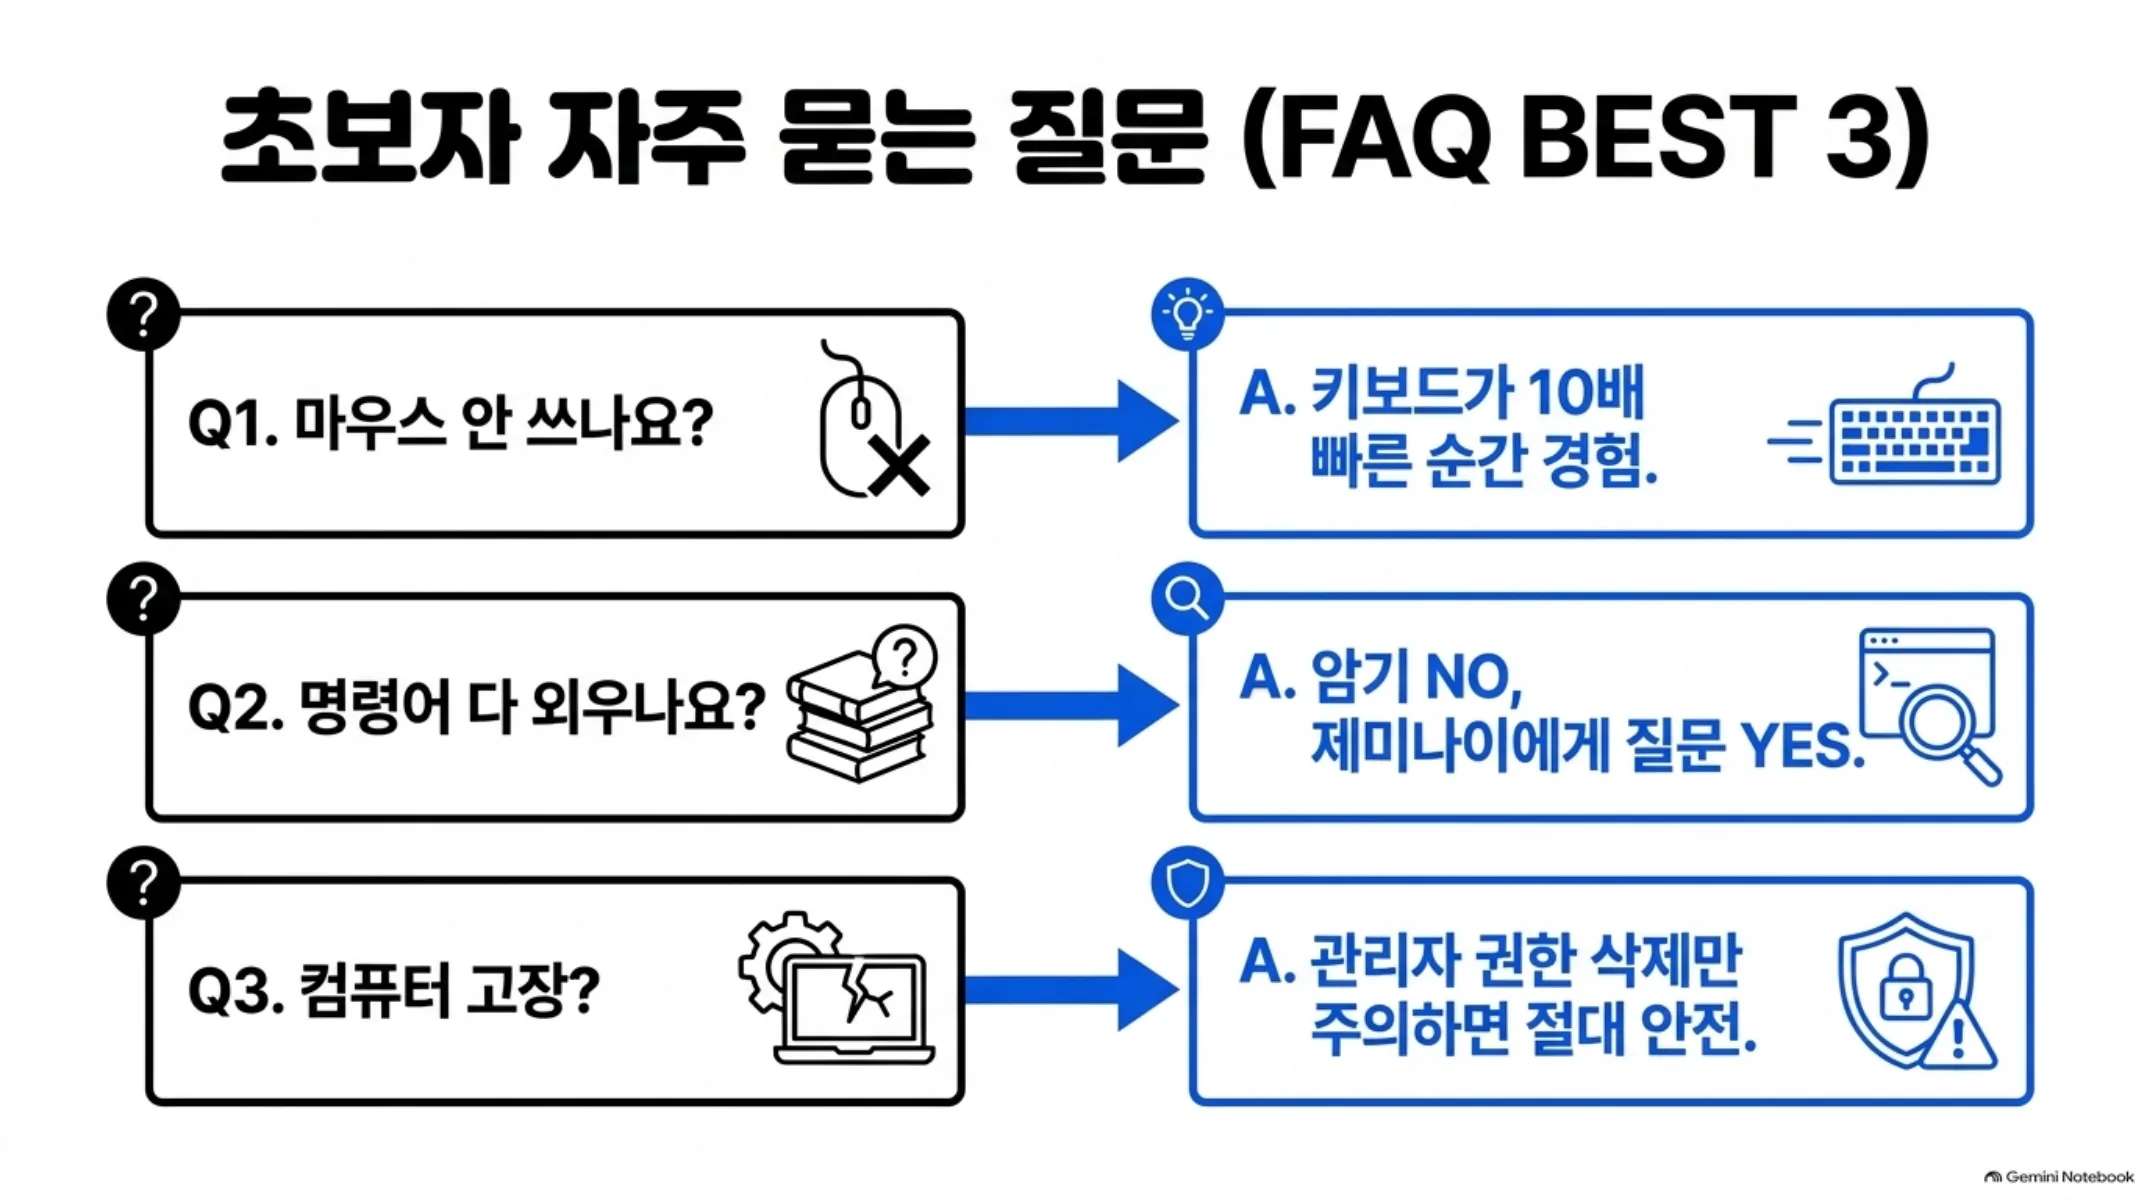 초보자 자주 묻는 질문 (FAQ BEST 3)
Q1. 마우스 안 쓰나요?
A. 키보드가 10배
빠른 순간 경험.
Q2. 명령어 다 외우나요?
A. 암기 NO,
제미나이에게 질문 YES.
Q3. 컴퓨터 고장?
A. 관리자 권한 삭제만
주의하면 절대 안전.
Gemini Notebook